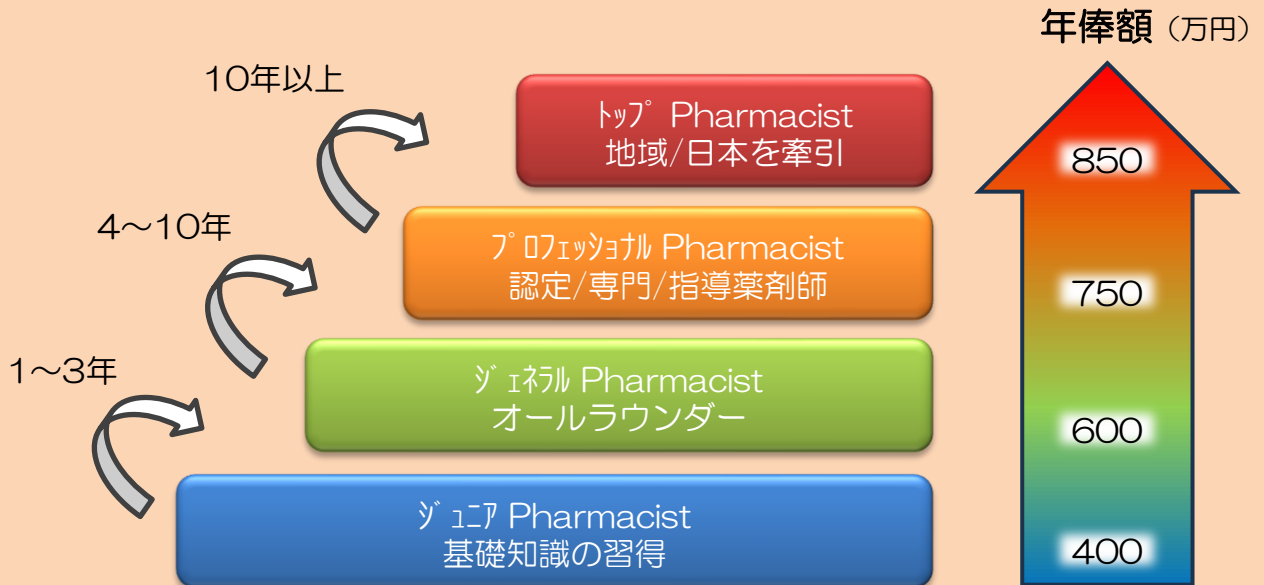 年俸額（万円）
10年以上
ﾄｯﾌﾟ Pharmacist
地域/日本を牽引
850
4～10年
ﾌﾟﾛﾌｪｯｼｮﾅﾙ Pharmacist
認定/専門/指導薬剤師
750
1～3年
ｼﾞｪﾈﾗﾙ Pharmacist
オールラウンダー
600
ｼﾞｭﾆｱ Pharmacist
基礎知識の習得
400